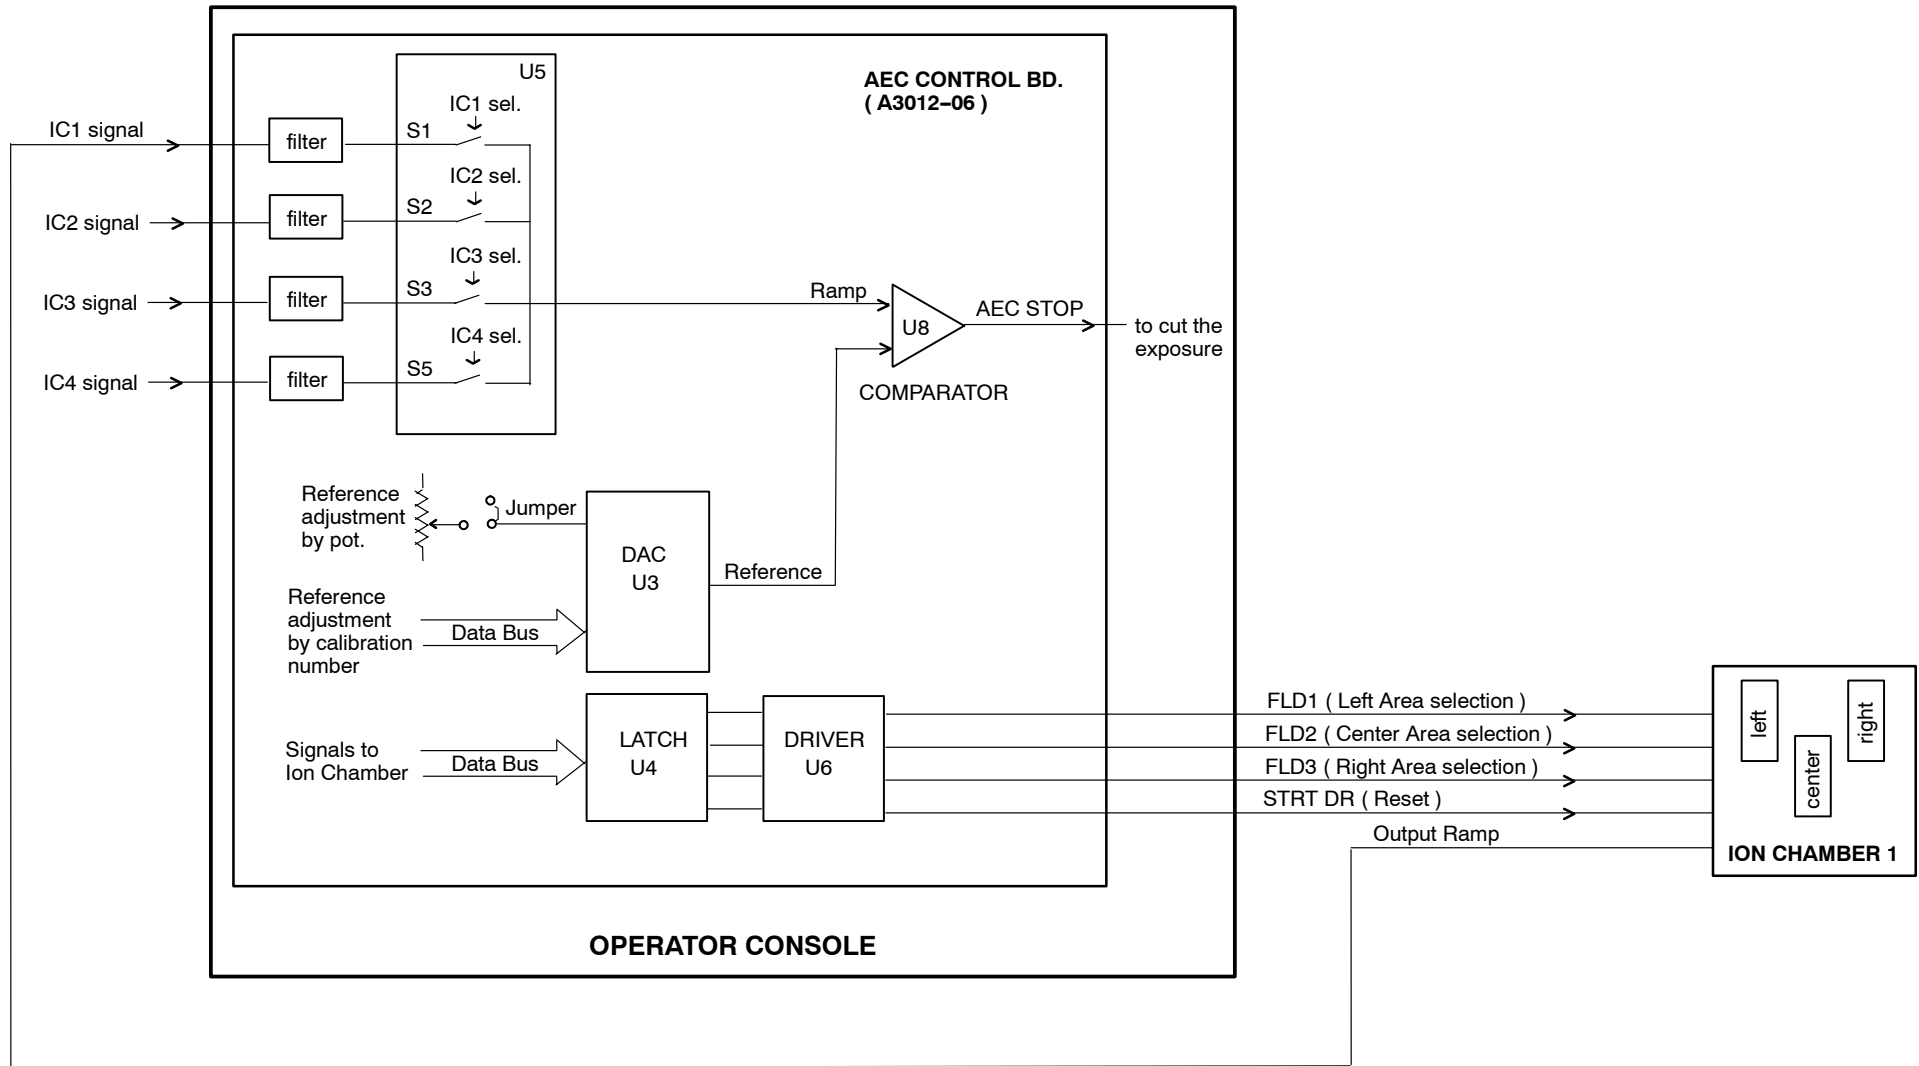 U5
AEC CONTROL BD.
( A3012-06 )
IC1 sel.
IC1 signal
filter
S1
IC2 sel.
IC2 signal
filter
S2
IC3 sel.
IC3 signal
filter
S3
Ramp
U8
AEC STOP
to cut the
exposure
COMPARATOR
IC4 sel.
IC4 signal
filter
S5
Reference
adjustment
by pot.
Jumper
DAC
U3
Reference
Reference
adjustment
by calibration
number
Data Bus
Signals to
Ion Chamber
Data Bus
LATCH
U4
DRIVER
U6
FLD1 ( Left Area selection )
FLD2 ( Center Area selection )
FLD3 ( Right Area selection )
STRT DR ( Reset )
Output Ramp
left
center
right
ION CHAMBER 1
OPERATOR CONSOLE